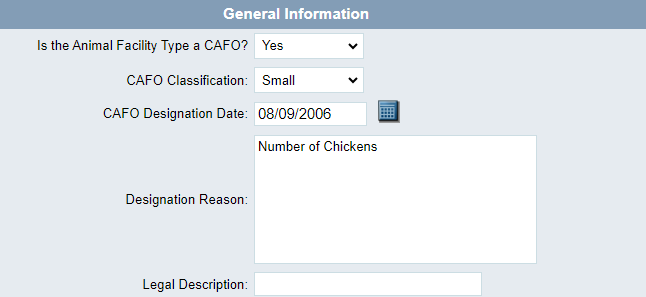 General Information
Is the Animal Facility Type a CAFO? Yes
CAFO Classification: Small
CAFO Designation Date: 08/09/2006
Number of Chickens
Designation Reason:
Legal Description: